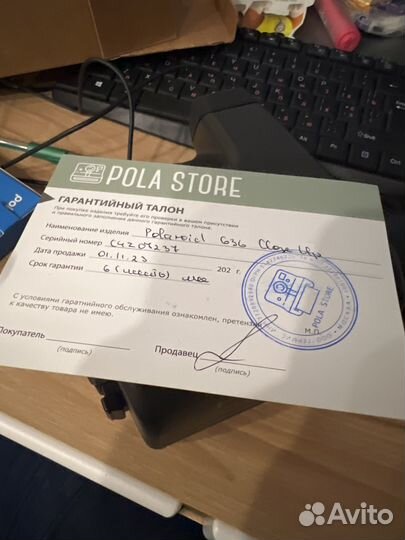 POLA STORE
ГАРАНТИЙНЫЙ ТАЛОН
При покупке изделия требуйте его проверки в вашем присутствии
и правильного заполнения данного гарантийного талона.
Наименование изделия Polaroid 636 Close Up
Серийный номер
Дата продажи 01.11.23 202 г.
Срок гарантии 6 (шесть) мес
С условиями гарантийного обслуживания ознакомлен, претензий
к качеству товара не имею.
Покупатель Продавец М.П.
(подпись) (подпись)
POLA STORE
Avito